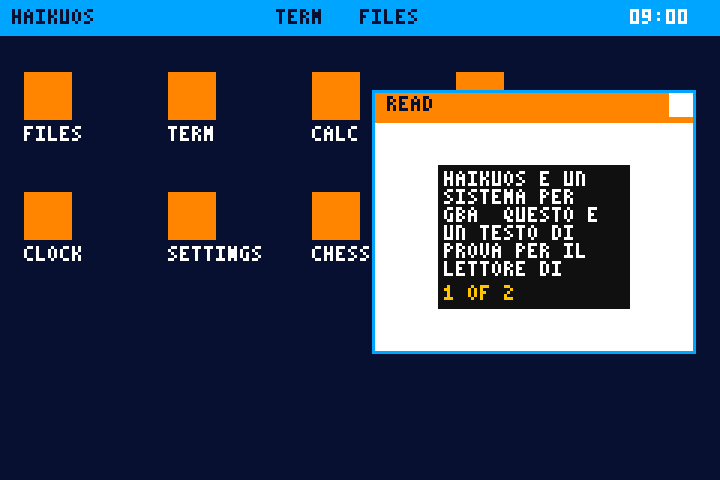 HAIKUOS TERM FILES 09:00
FILES TERM CALC
CLOCK SETTINGS CHESS
READ
HAIKUOS E UN
SISTEMA PER
GBA QUESTO E
UN TESTO DI
PROVA PER IL
LETTORE DI
1 OF 2